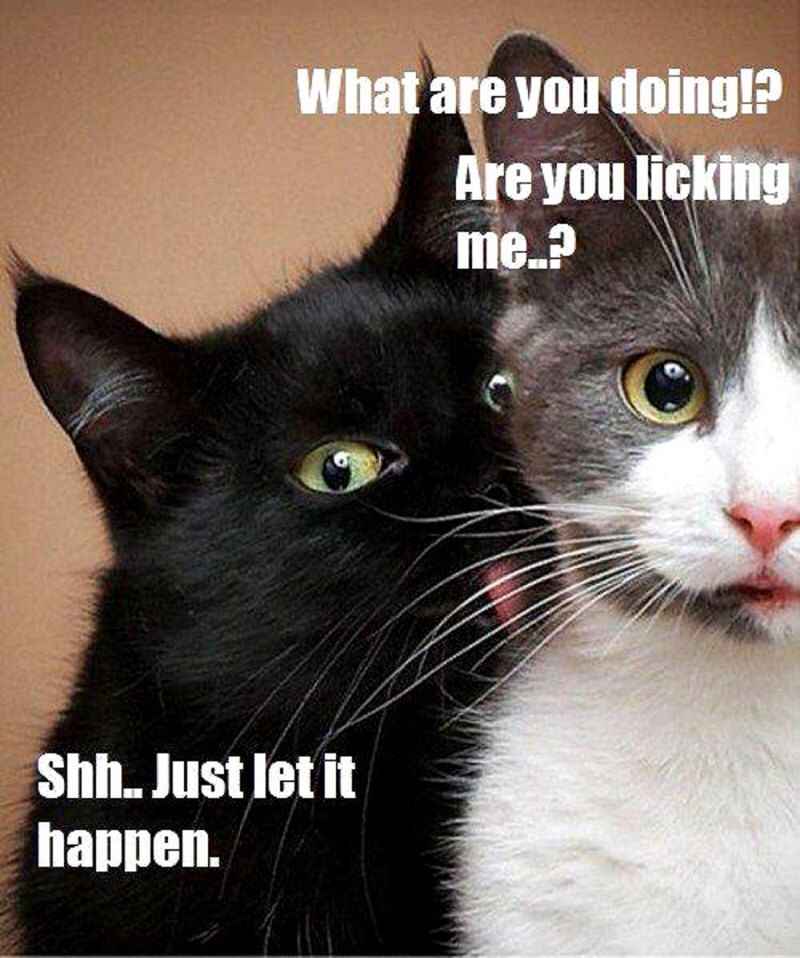 What are you doing!?
Are you licking
me..?
Shh.. Just let it
happen.